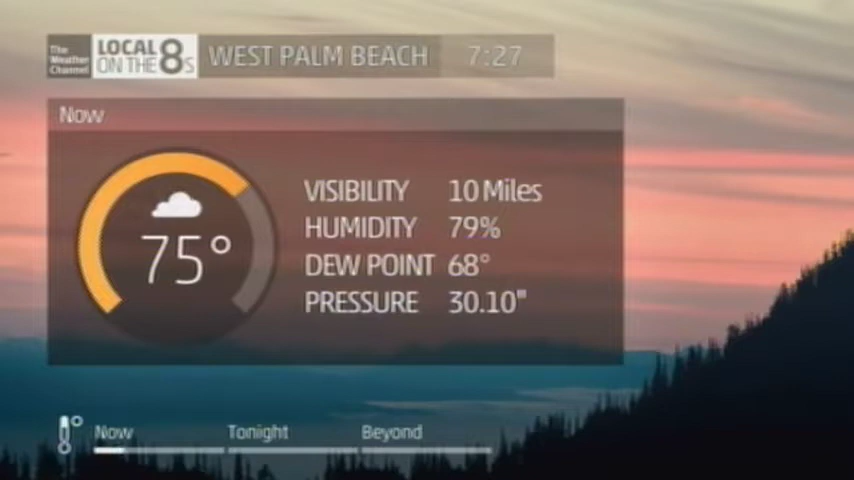 The
Weather
Channel
LOCAL
ON THE 8s
WEST PALM BEACH 7:27
Now
75°
VISIBILITY 10 Miles
HUMIDITY 79%
DEW POINT 68°
PRESSURE 30.10"
Now Tonight Beyond